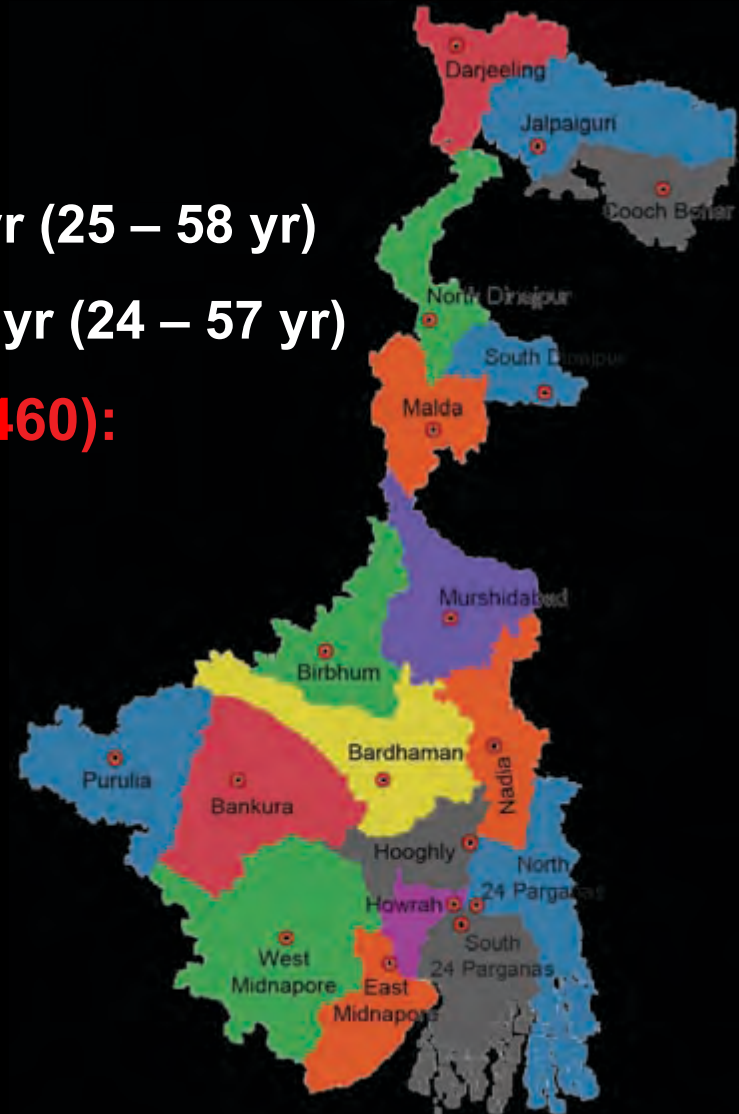 Darjeeling
Jalpaiguri
yr (25 – 58 yr)
Cooch Behar
North Dinajpur
yr (24 – 57 yr)
South Dinajpur
Malda
460):
Murshidabad
Birbhum
Bardhaman
Nadia
Purulia
Bankura
Hooghly
North
24 Parganas
Howrah
South
24 Parganas
West
Midnapore
East
Midnapore